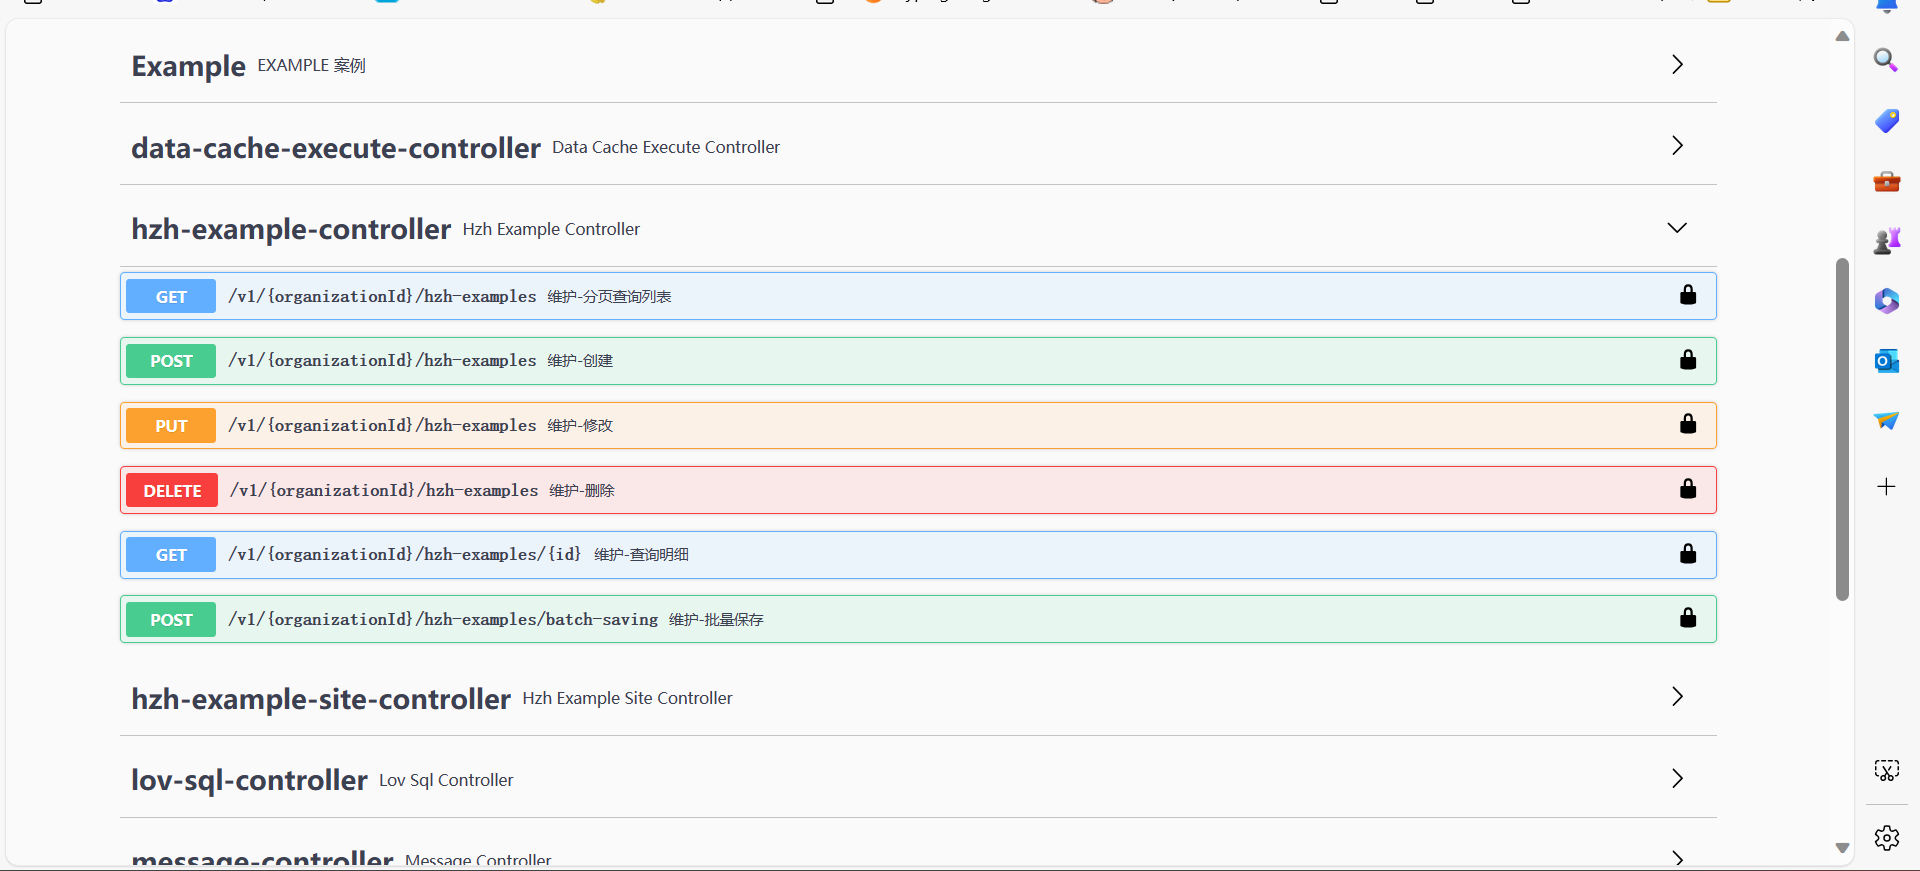 Example EXAMPLE 案例
data-cache-execute-controller Data Cache Execute Controller
hzh-example-controller Hzh Example Controller
GET /v1/{organizationId}/hzh-examples 维护-分页查询列表
POST /v1/{organizationId}/hzh-examples 维护-创建
PUT /v1/{organizationId}/hzh-examples 维护-修改
DELETE /v1/{organizationId}/hzh-examples 维护-删除
GET /v1/{organizationId}/hzh-examples/{id} 维护-查询明细
POST /v1/{organizationId}/hzh-examples/batch-saving 维护-批量保存
hzh-example-site-controller Hzh Example Site Controller
lov-sql-controller Lov Sql Controller
message-controller Message Controller